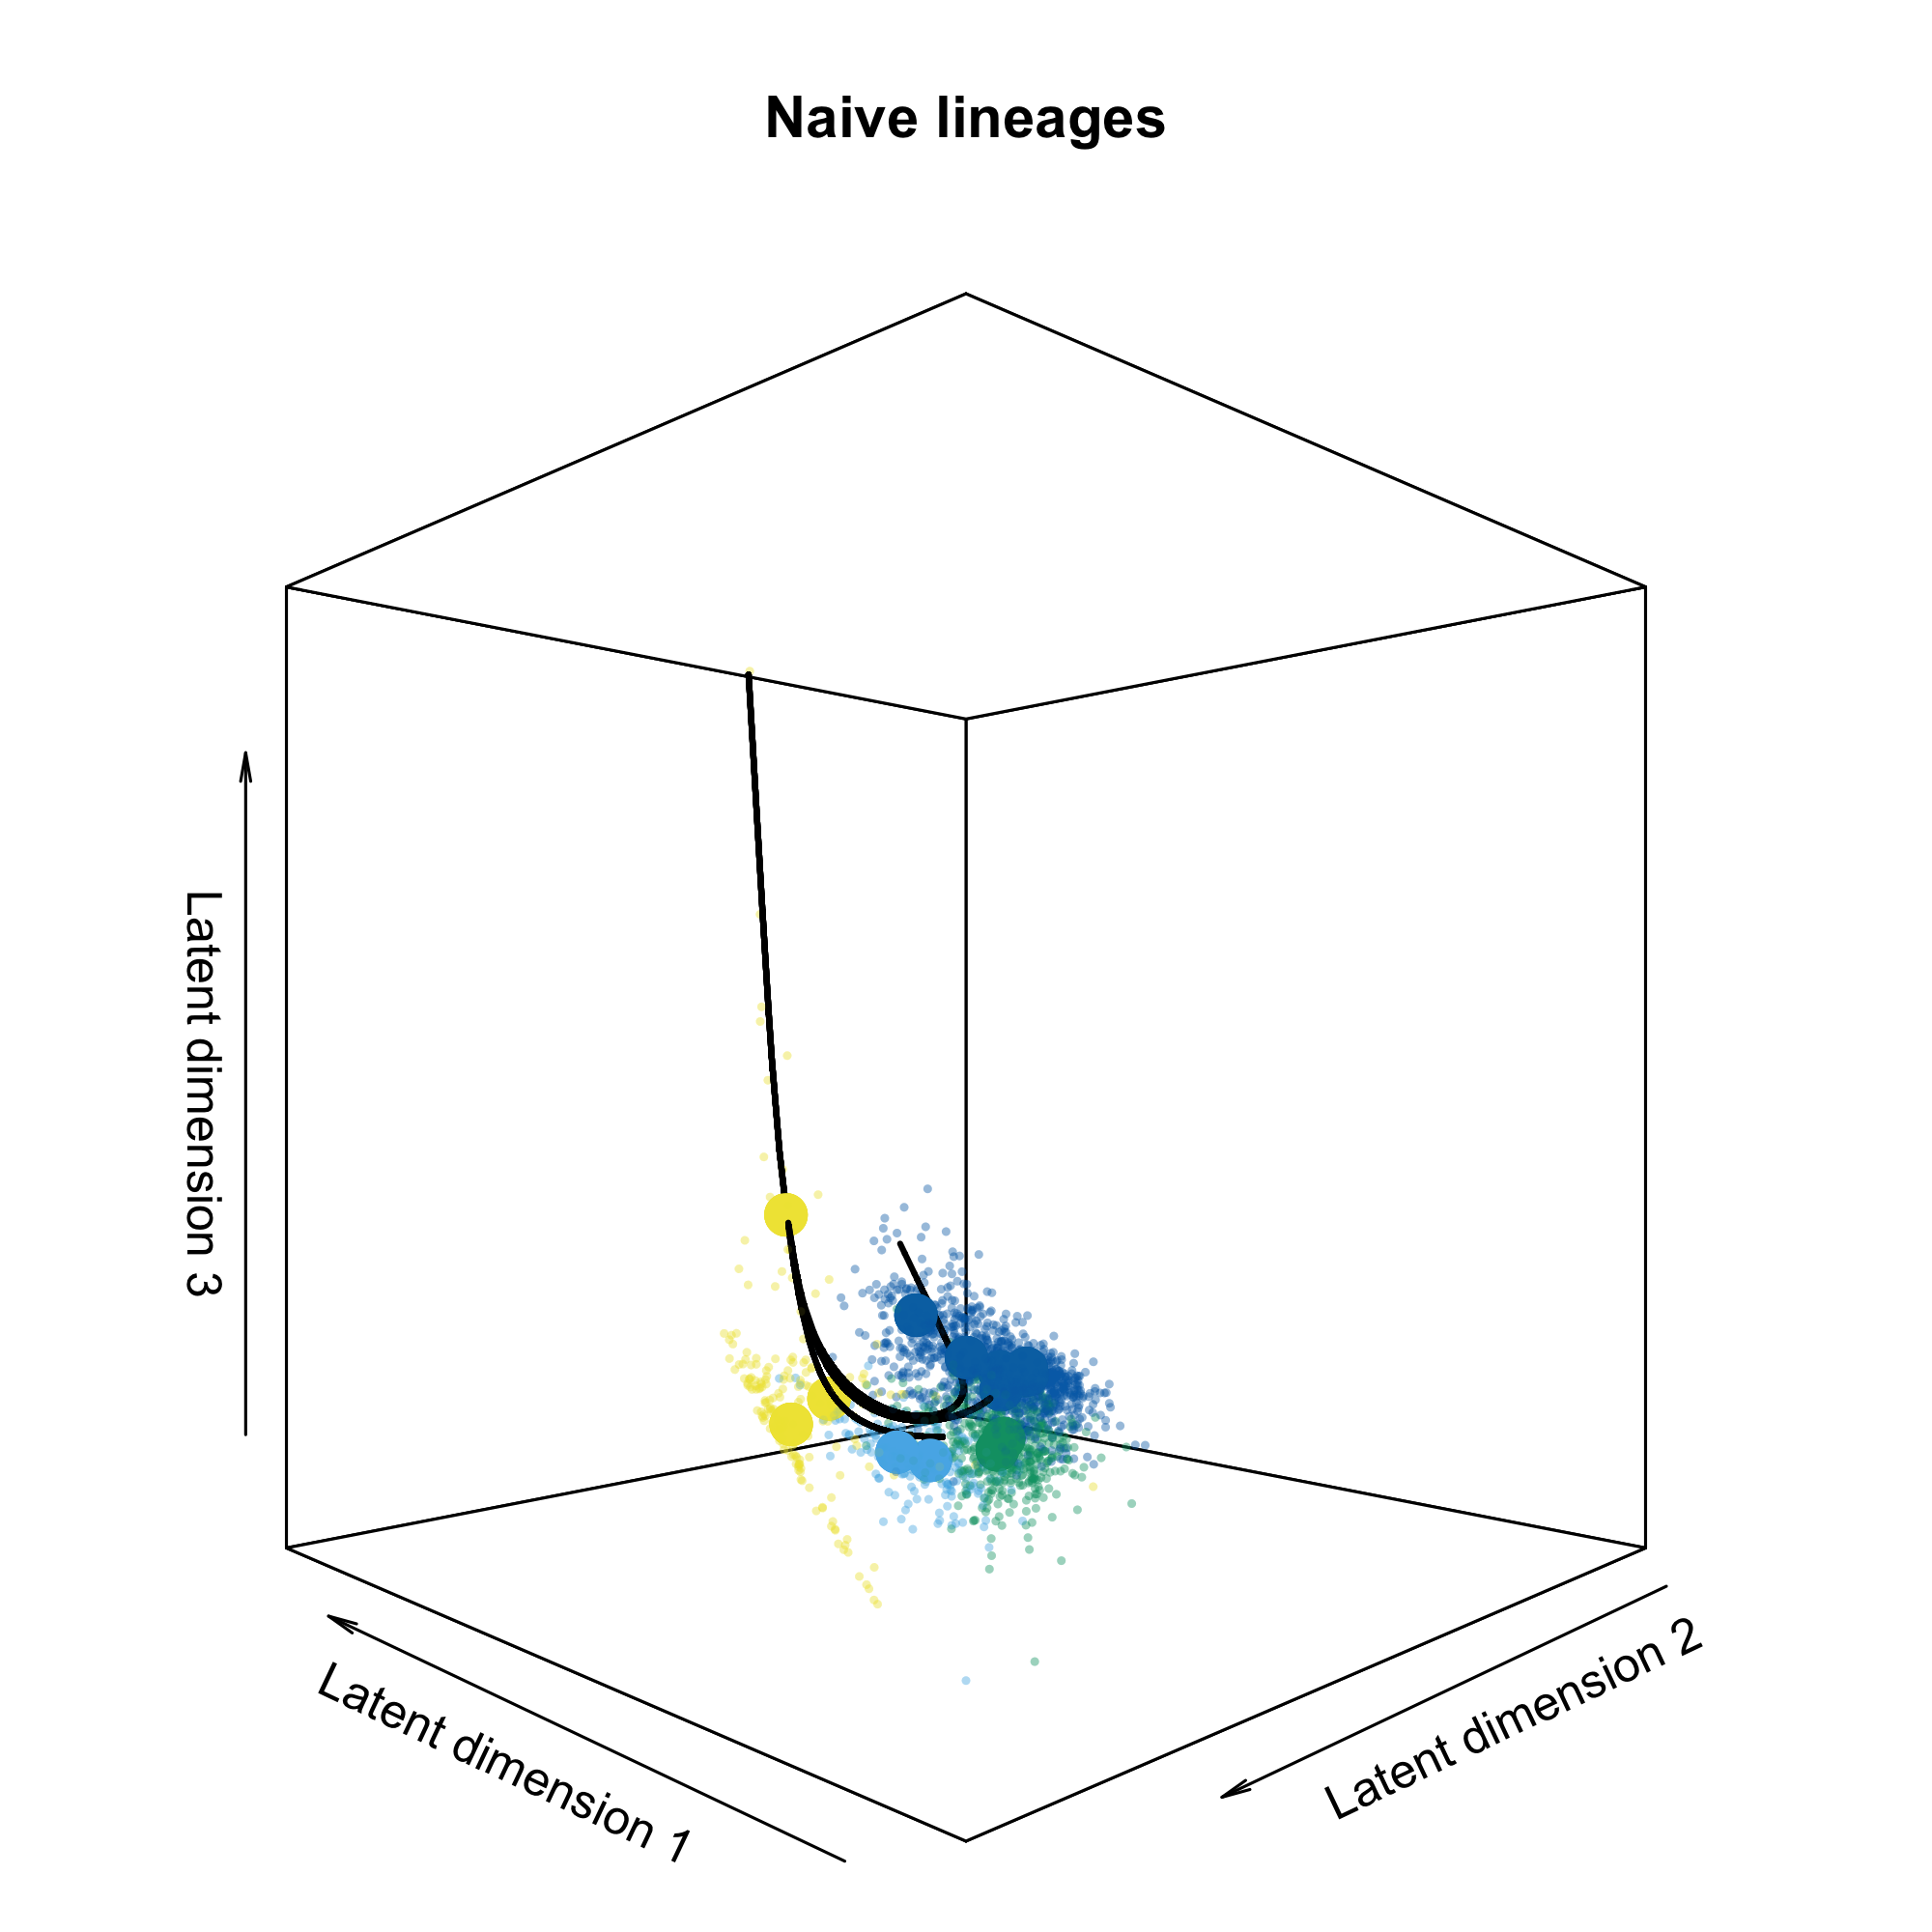 Naive lineages
Latent dimension 3
Latent dimension 1
Latent dimension 2